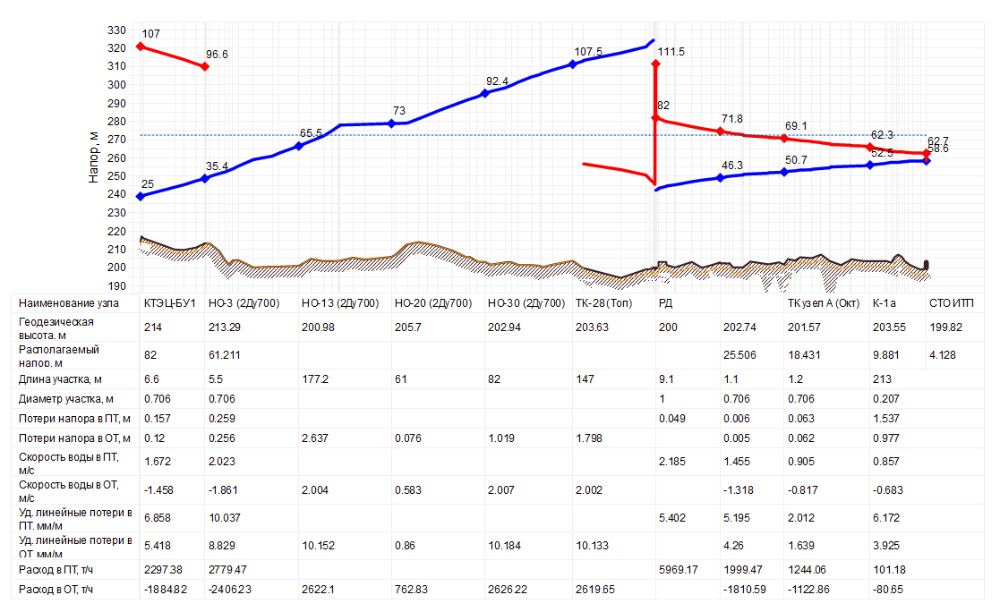 330
320
310
300
290
280
270
260
250
240
230
220
210
200
190
Напор, м
107
96.6
25
35.4
65.5
73
92.4
107.5
111.5
82
71.8
69.1
62.3
62.7
58.6
46.3
50.7
52.5
Наименование узла КТЭЦ-БУ1 НО-3 (2Ду700) НО-13 (2Ду700) НО-20 (2Ду700) НО-30 (2Ду700) ТК-28 (Топ) РД ТК узел А (Окт) К-1а СТО ИТП
Геодезическая
высота, м 214 213.29 200.98 205.7 202.94 203.63 200 202.74 201.57 203.55 199.82
Располагаемый
напор, м 82 61.211 25.506 18.431 9.881 4.128
Длина участка, м 6.6 5.5 177.2 61 82 147 9.1 1.1 1.2 213
Диаметр участка, м 0.706 0.706 1 0.706 0.706 0.207
Потери напора в ПТ, м 0.157 0.259 0.049 0.006 0.063 1.537
Потери напора в ОТ, м 0.12 0.256 2.637 0.076 1.019 1.798 0.005 0.062 0.977
Скорость воды в ПТ,
м/с 1.672 2.023 2.185 1.455 0.905 0.857
Скорость воды в ОТ,
м/с -1.458 -1.861 2.004 0.583 2.007 2.002 -1.318 -0.817 -0.683
Уд. линейные потери в
ПТ, мм/м 6.858 10.037 5.402 5.195 2.012 6.172
Уд. линейные потери в
ОТ, мм/м 5.418 8.829 10.152 0.86 10.184 10.133 4.26 1.639 3.925
Расход в ПТ, т/ч 2297.38 2779.47 5969.17 1999.47 1244.06 101.18
Расход в ОТ, т/ч -1884.82 -2406.23 2622.1 762.83 2626.22 2619.65 -1810.59 -1122.86 -80.65